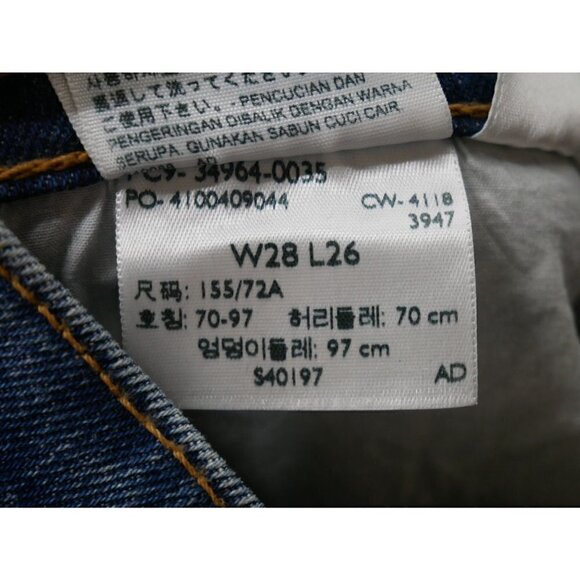 通して洗ってくださ
ご使用下さい。- PENCUCIAN DAN
PENGERINGAN DISALIK DENGAN WARNA
SERUPA. GUNAKAN SABUN CUCI CAIR
PC9- 34964-0035
PO- 4100409044 CW- 4118
3947
W28 L26
尺码: 155/72A
호칭: 70-97 허리둘레: 70 cm
엉덩이둘레: 97 cm
S40197 AD